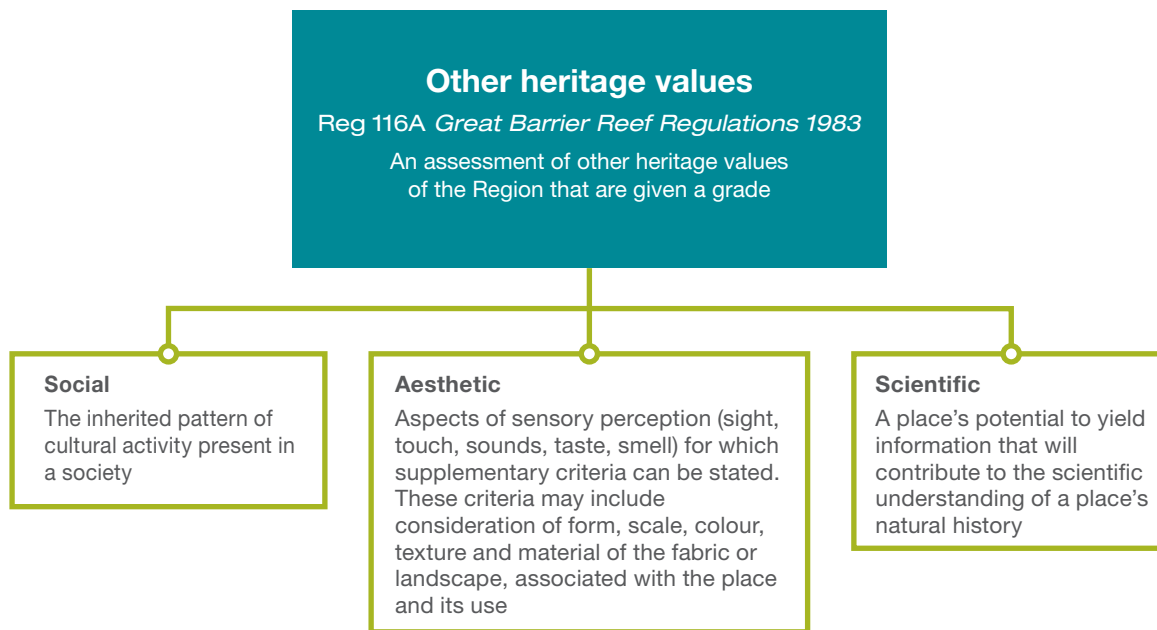 Other heritage values
Reg 116A Great Barrier Reef Regulations 1983
An assessment of other heritage values
of the Region that are given a grade
Social
The inherited pattern of
cultural activity present in
a society
Aesthetic
Aspects of sensory perception (sight,
touch, sounds, taste, smell) for which
supplementary criteria can be stated.
These criteria may include
consideration of form, scale, colour,
texture and material of the fabric or
landscape, associated with the place
and its use
Scientific
A place’s potential to yield
information that will
contribute to the scientific
understanding of a place’s
natural history